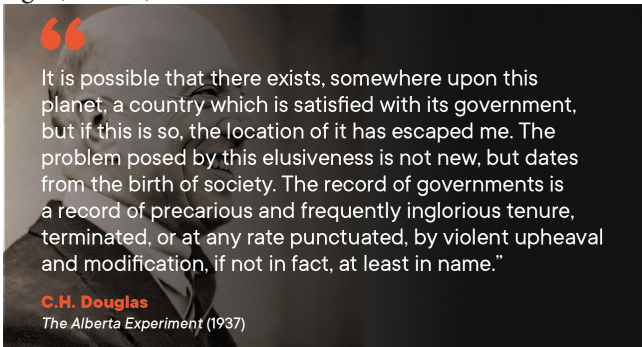 “
It is possible that there exists, somewhere upon this
planet, a country which is satisfied with its government,
but if this is so, the location of it has escaped me. The
problem posed by this elusiveness is not new, but dates
from the birth of society. The record of governments is
a record of precarious and frequently inglorious tenure,
terminated, or at any rate punctuated, by violent upheaval
and modification, if not in fact, at least in name.”
C.H. Douglas
The Alberta Experiment (1937)